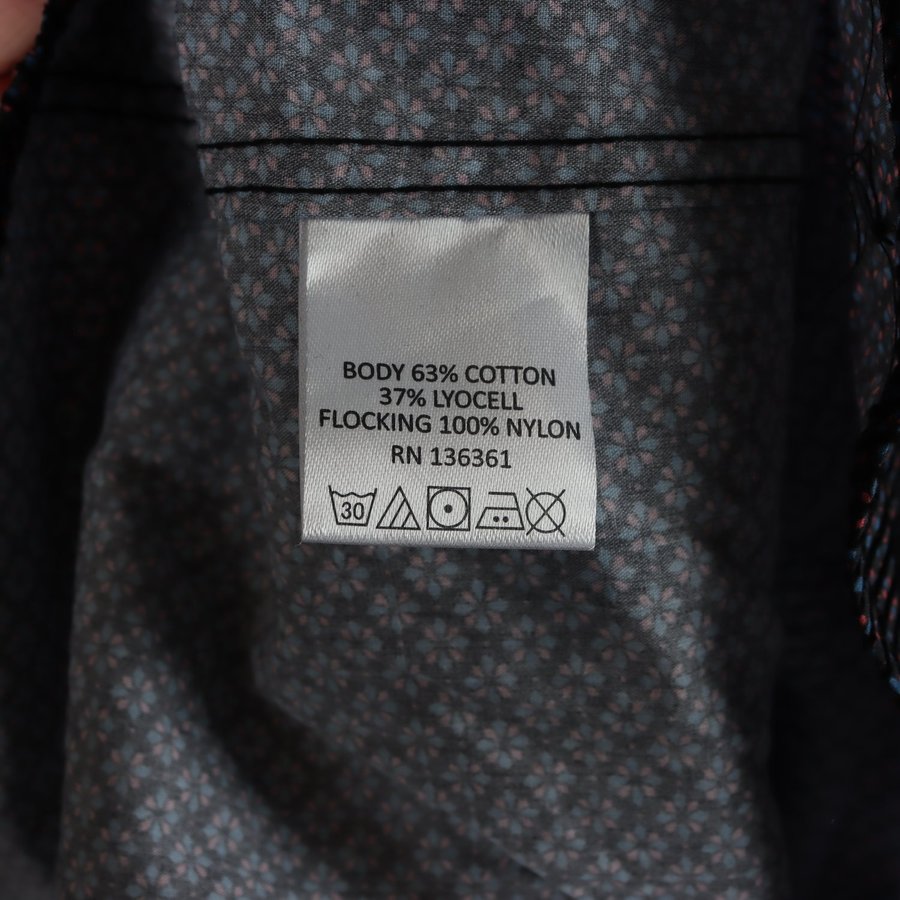 BODY 63% COTTON
37% LYOCELL
FLOCKING 100% NYLON
RN 136361
30